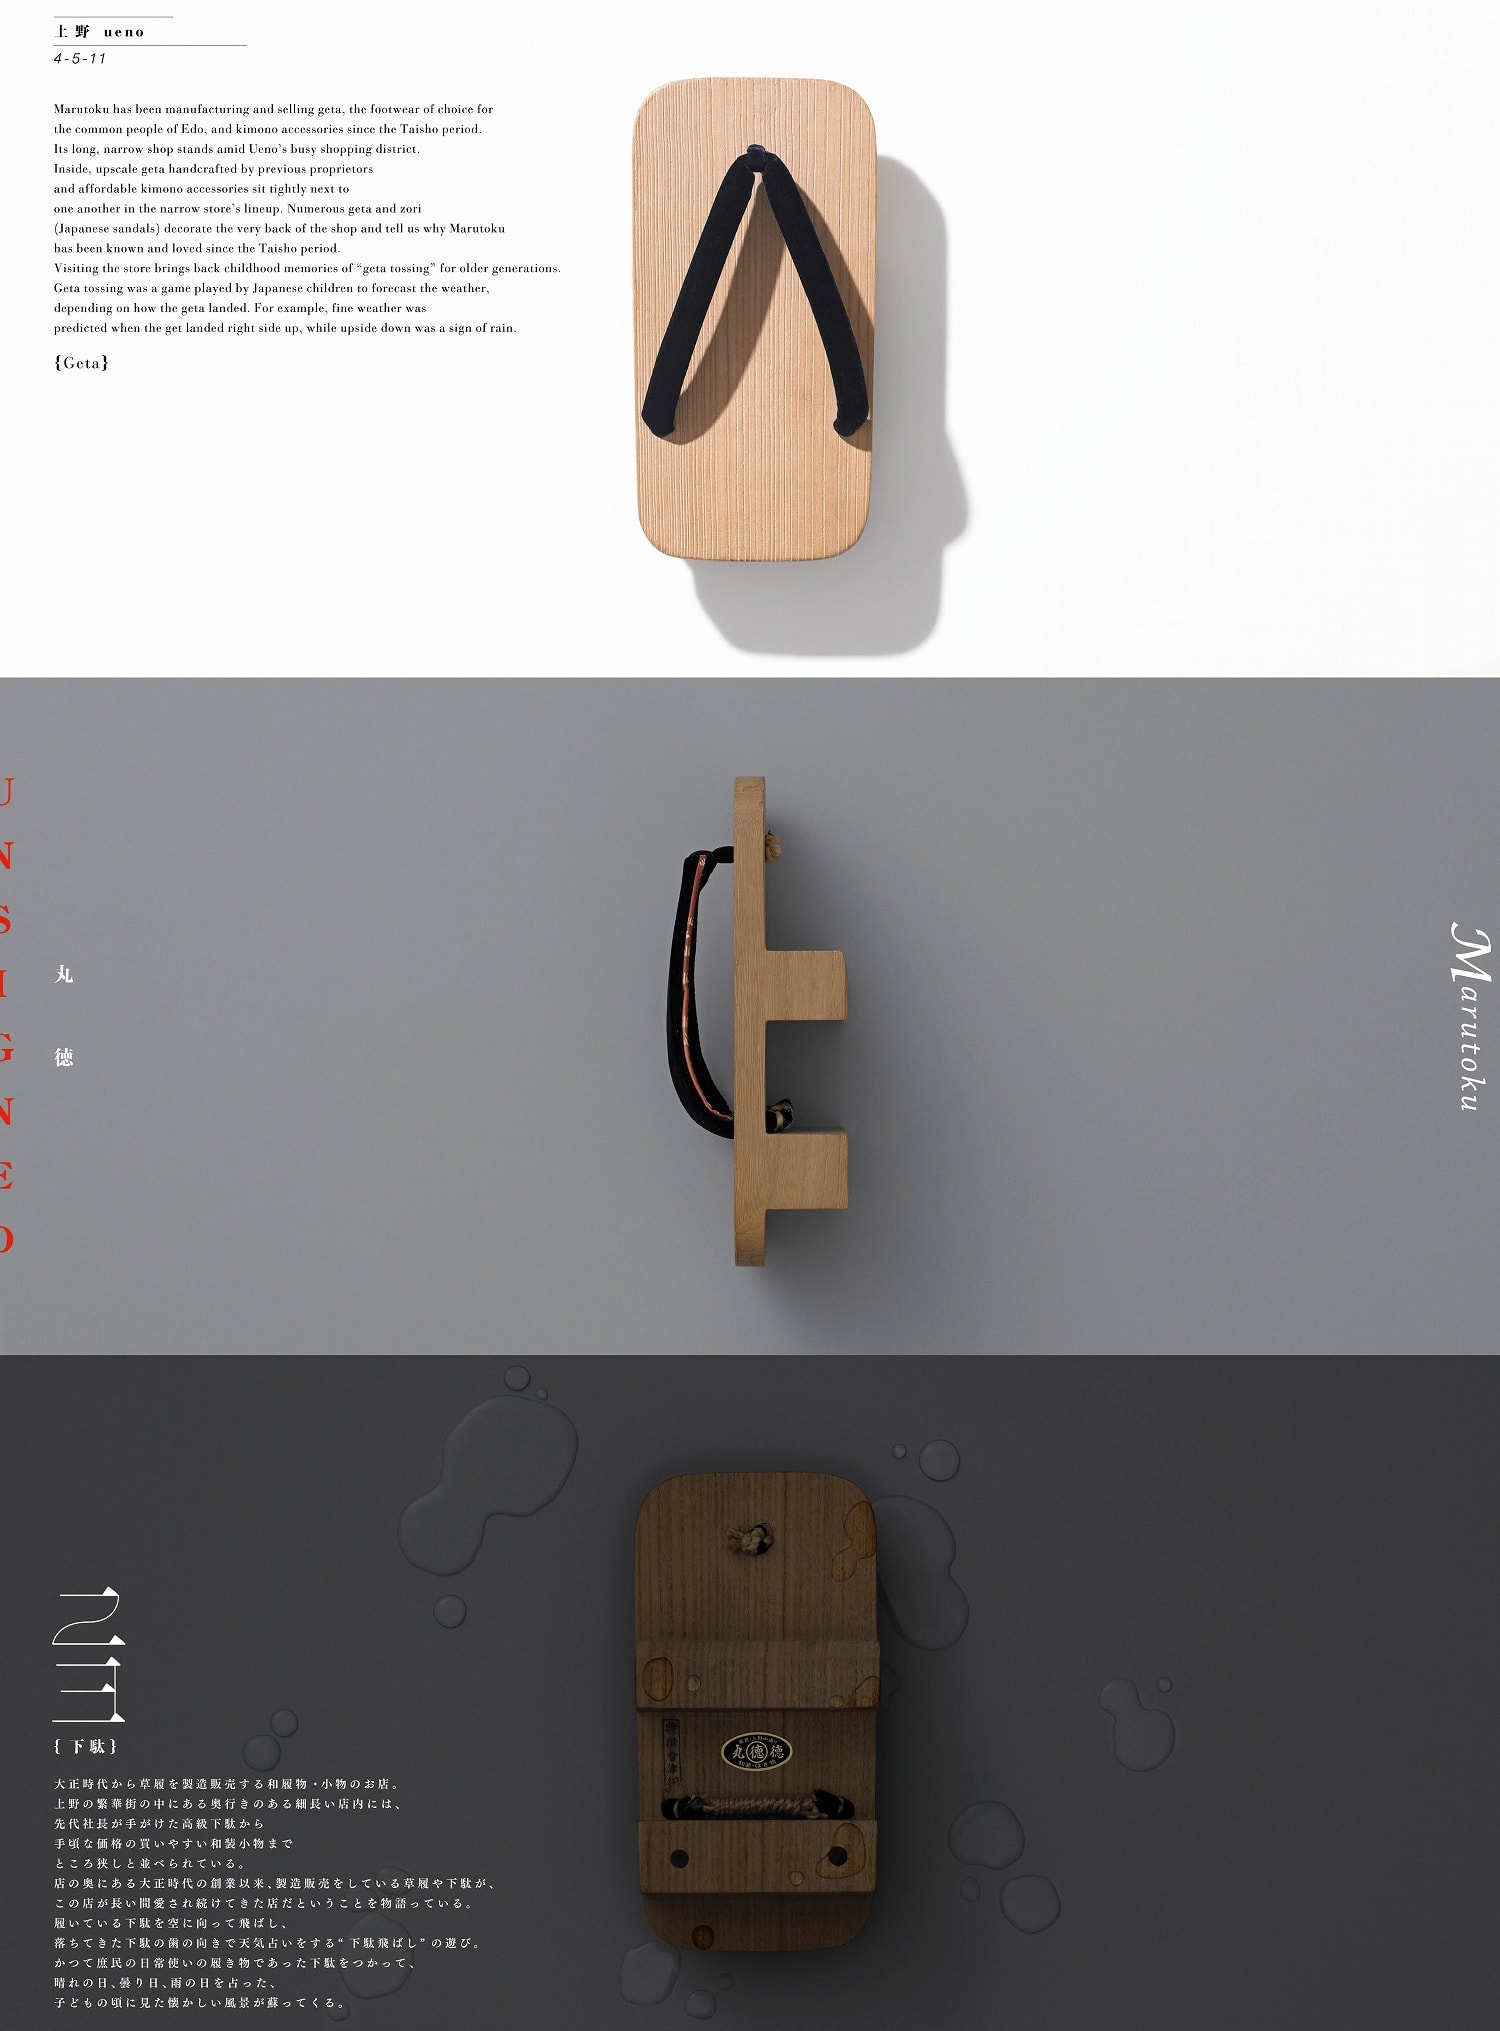 上野 ueno
4-5-11
Marutoku has been manufacturing and selling geta, the footwear of choice for
the common people of Edo, and kimono accessories since the Taisho period.
Its long, narrow shop stands amid Ueno's busy shopping district.
Inside, upscale geta handcrafted by previous proprietors
and affordable kimono accessories sit tightly next to
one another in the narrow store's lineup. Numerous geta and zori
(Japanese sandals) decorate the very back of the shop and tell us why Marutoku
has been known and loved since the Taisho period.
Visiting the store brings back childhood memories of “geta tossing” for older generations.
Geta tossing was a game played by Japanese children to forecast the weather,
depending on how the geta landed. For example, fine weather was
predicted when the get landed right side up, while upside down was a sign of rain.
{Geta}
UNSIGNED
丸徳
Marutoku
丸徳徳
{下駄}
大正時代から草履を製造販売する和履物・小物のお店。
上野の繁華街の中にある奥行きのある細長い店内には、
先代社長が手がけた高級下駄から
手頃な価格の買いやすい和装小物まで
ところ狭しと並べられている。
店の奥にある大正時代の創業以来、製造販売をしている草履や下駄が、
この店が長い間愛され続けてきた店だということを物語っている。
履いている下駄を空に向って飛ばし、
落ちてきた下駄の歯の向きで天気占いをする“下駄飛ばし”の遊び。
かつて庶民の日常使いの履き物であった下駄をつかって、
晴れの日、曇り日、雨の日を占った、
子どもの頃に見た懐かしい風景が蘇ってくる。